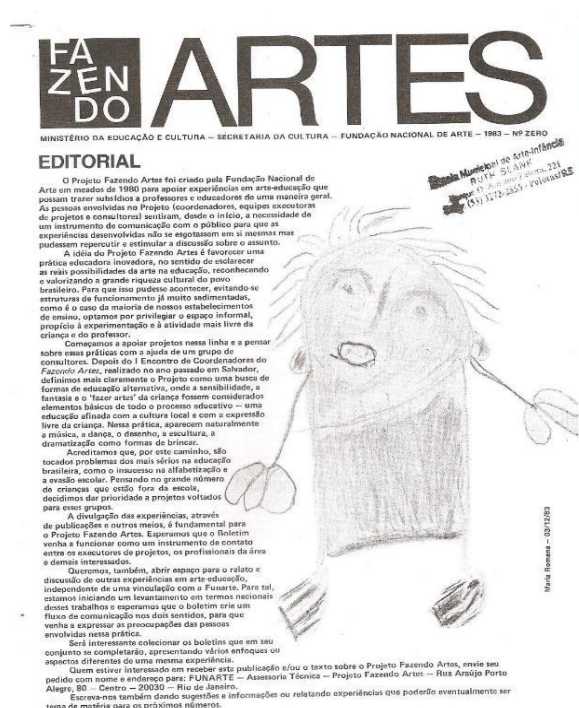 FAZENDO ARTES
MINISTÉRIO DA EDUCAÇÃO E CULTURA — SECRETARIA DA CULTURA — FUNDAÇÃO NACIONAL DE ARTE — 1983 — Nº ZERO
Escola Municipal de Arte-Infância
RUTH BLANK
221
(53) 3272-2855 - Pelotas/RS
EDITORIAL
O Projeto Fazendo Artes foi criado pela Fundação Nacional de
Arte em meados de 1980 para apoiar experiências em arte-educação que
possam trazer subsídios a professores e educadores de uma maneira geral.
As pessoas envolvidas no Projeto (coordenadores, equipes executoras
de projetos e consultores) sentiram, desde o início, a necessidade de
um instrumento de comunicação com o público para que as
experiências desenvolvidas não se esgotassem em si mesmas mas
pudessem repercutir e estimular a discussão sobre o assunto.
A idéia do Projeto Fazendo Artes é favorecer uma
prática educadora inovadora, no sentido de esclarecer
as reais possibilidades da arte na educação, reconhecendo
e valorizando a grande riqueza cultural do povo
brasileiro. Para que isso pudesse acontecer, evitando-se
estruturas de funcionamento já muito sedimentadas,
como é o caso da maioria de nossos estabelecimentos
de ensino, optamos por privilegiar o espaço informal,
propício à experimentação e à atividade mais livre da
criança e do professor.
Começamos a apoiar projetos nessa linha e a pensar
sobre essas práticas com a ajuda de um grupo de
consultores. Depois do I Encontro de Coordenadores do
Fazendo Artes, realizado no ano passado em Salvador,
definimos mais claramente o Projeto como uma busca de
formas de educação alternativa, onde a sensibilidade, a
fantasia e o 'fazer artes' da criança fossem considerados
elementos básicos de todo o processo educativo — uma
educação afinada com a cultura local e com a expressão
livre da criança. Nessa prática, aparecem naturalmente
a música, a dança, o desenho, a escultura, a
dramatização como formas de brincar.
Acreditamos que, por este caminho, são
tocados problemas dos mais sérios na educação
brasileira, como o insucesso na alfabetização e
a evasão escolar. Pensando no grande número
de crianças que estão fora da escola,
decidimos dar prioridade a projetos voltados
para esses grupos.
A divulgação das experiências, através
de publicações e outros meios, é fundamental para
o Projeto Fazendo Artes. Esperamos que o Boletim
venha a funcionar como um instrumento de contato
entre os executores de projetos, os profissionais da área
e demais interessados.
Queremos, também, abrir espaço para o relato e
discussão de outras experiências em arte-educação,
independente de uma vinculação com a Funarte. Para tal,
estamos iniciando um levantamento em termos nacionais
desses trabalhos e esperamos que o boletim crie um
fluxo de comunicação nos dois sentidos, para que
venha a expressar as preocupações das pessoas
envolvidas nessa prática.
Será interessante colecionar os boletins que em seu
conjunto se completarão, apresentando vários enfoques ou
aspectos diferentes de uma mesma experiência.
Quem estiver interessado em receber esta publicação e/ou o texto sobre o Projeto Fazendo Artes, envie seu
pedido com nome e endereço para: FUNARTE — Assessoria Técnica — Projeto Fazendo Artes — Rua Araújo Porto
Alegre, 80 — Centro — 20030 — Rio de Janeiro.
Escreva-nos também dando sugestões e informações ou relatando experiências que poderão eventualmente ser
tema de matéria para os próximos números.
Maria Romana — 03/12/83